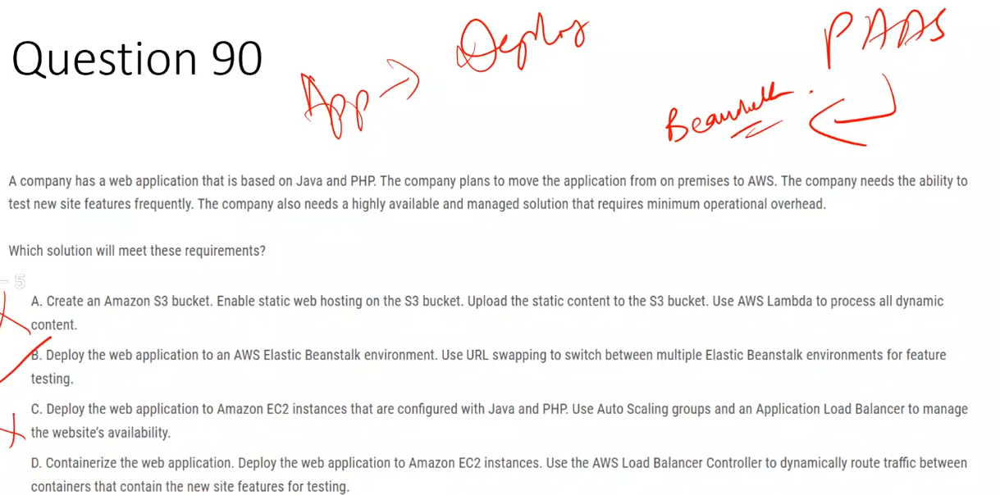 Question 90
App → Deploy
PAAS
Beanstalk
A company has a web application that is based on Java and PHP. The company plans to move the application from on premises to AWS. The company needs the ability to
test new site features frequently. The company also needs a highly available and managed solution that requires minimum operational overhead.
Which solution will meet these requirements?
– 5
A. Create an Amazon S3 bucket. Enable static web hosting on the S3 bucket. Upload the static content to the S3 bucket. Use AWS Lambda to process all dynamic
content.
B. Deploy the web application to an AWS Elastic Beanstalk environment. Use URL swapping to switch between multiple Elastic Beanstalk environments for feature
testing.
C. Deploy the web application to Amazon EC2 instances that are configured with Java and PHP. Use Auto Scaling groups and an Application Load Balancer to manage
the website's availability.
D. Containerize the web application. Deploy the web application to Amazon EC2 instances. Use the AWS Load Balancer Controller to dynamically route traffic between
containers that contain the new site features for testing.